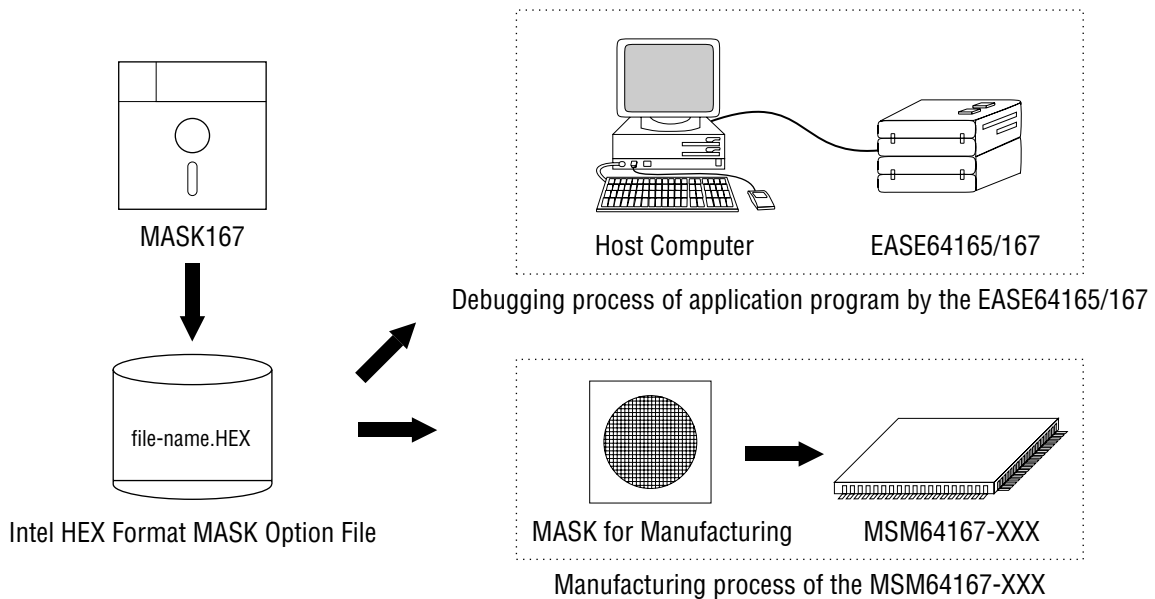 MASK167
file-name.HEX
Intel HEX Format MASK Option File
Host Computer
EASE64165/167
Debugging process of application program by the EASE64165/167
MASK for Manufacturing
MSM64167-XXX
Manufacturing process of the MSM64167-XXX